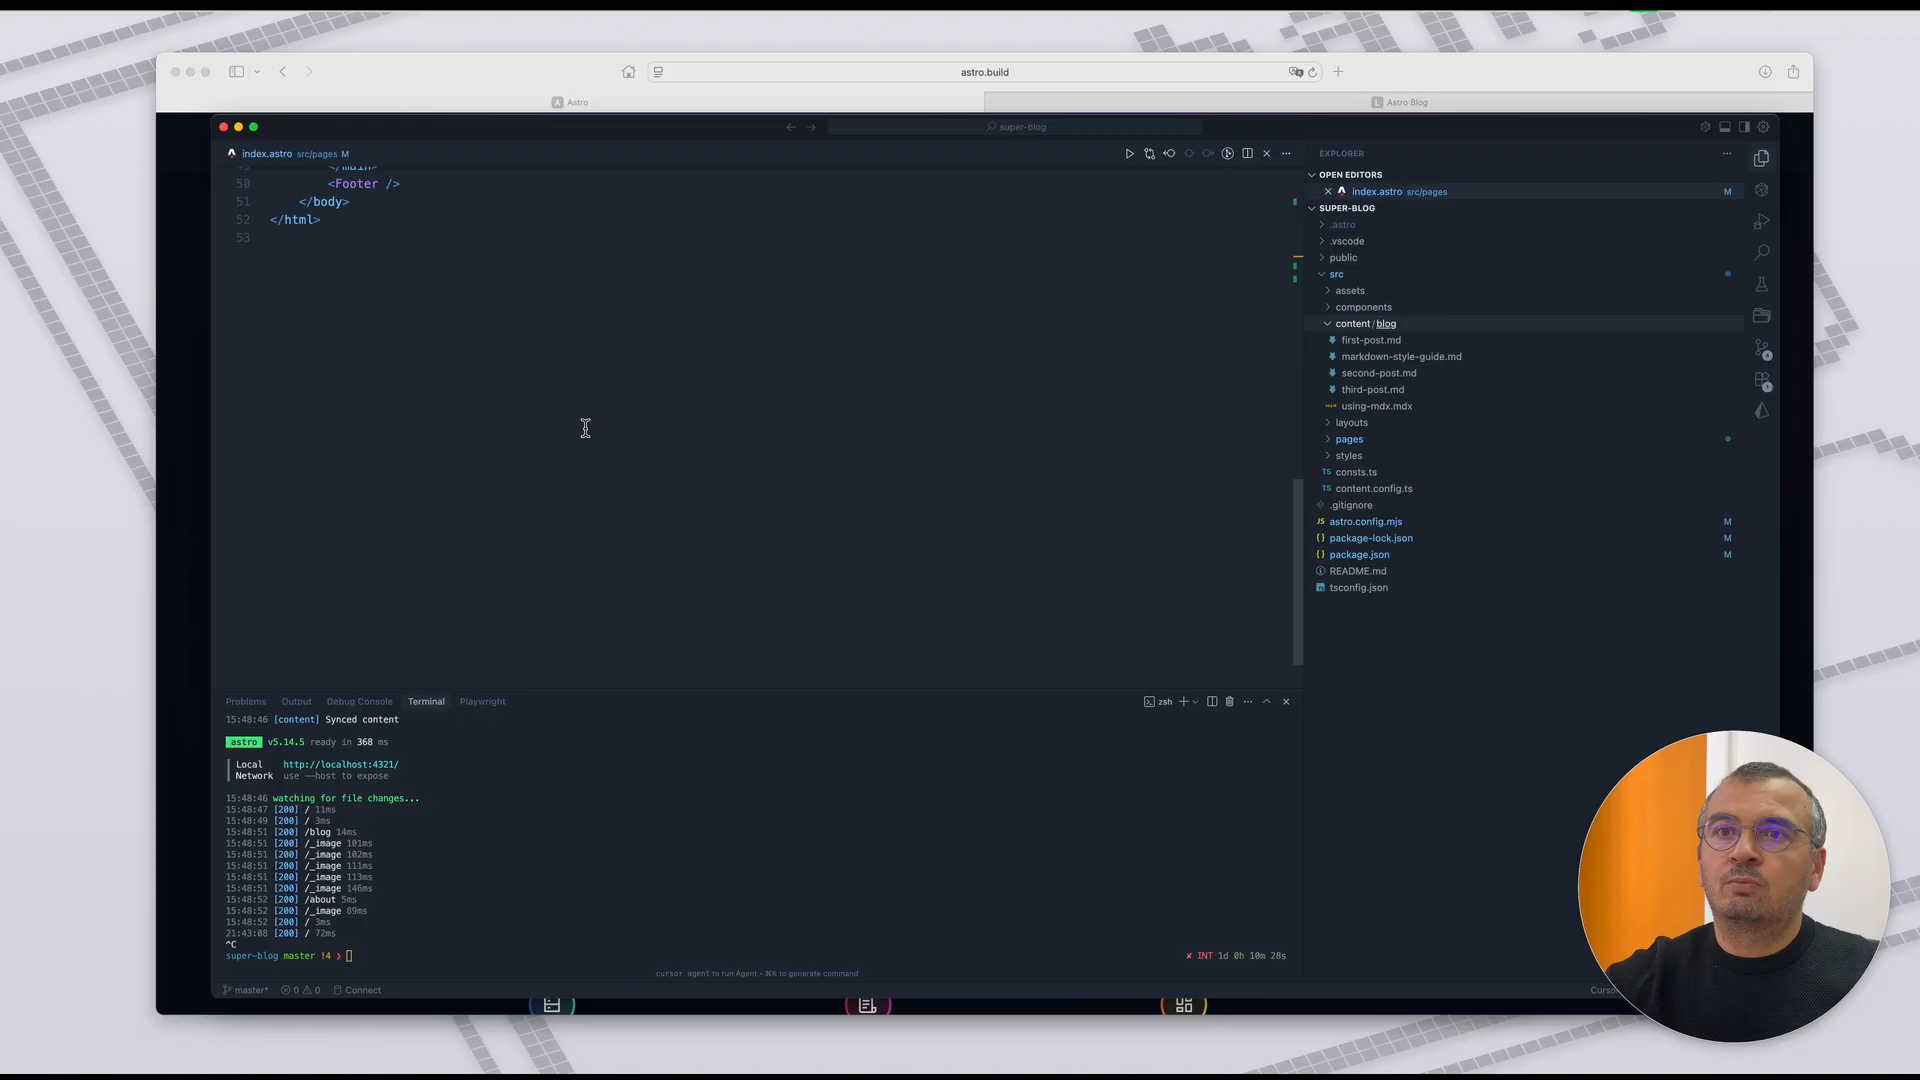 astro.build
Astro
Astro Blog
super-blog
index.astro src/pages M
50 <Footer />
51 </body>
52 </html>
53
EXPLORER
OPEN EDITORS
index.astro src/pages M
SUPER-BLOG
.astro
.vscode
public
src
assets
components
content / blog
first-post.md
markdown-style-guide.md
second-post.md
third-post.md
using-mdx.mdx
layouts
pages
styles
TS consts.ts
TS content.config.ts
.gitignore
JS astro.config.mjs M
{} package-lock.json M
{} package.json M
README.md
tsconfig.json
Problems Output Debug Console Terminal Playwright
zsh
15:48:46 [content] Synced content
astro v5.14.5 ready in 368 ms
Local http://localhost:4321/
Network use --host to expose
15:48:46 watching for file changes...
15:48:47 [200] / 11ms
15:48:49 [200] / 3ms
15:48:51 [200] /blog 14ms
15:48:51 [200] /_image 101ms
15:48:51 [200] /_image 102ms
15:48:51 [200] /_image 111ms
15:48:51 [200] /_image 113ms
15:48:51 [200] /_image 146ms
15:48:52 [200] /about 5ms
15:48:52 [200] /_image 89ms
15:48:52 [200] / 3ms
21:43:08 [200] / 72ms
^C
super-blog master !4 ❯
✘ INT 1d 0h 10m 28s
cursor agent to run Agent • ⌘K to generate command
master* 0 0 Connect